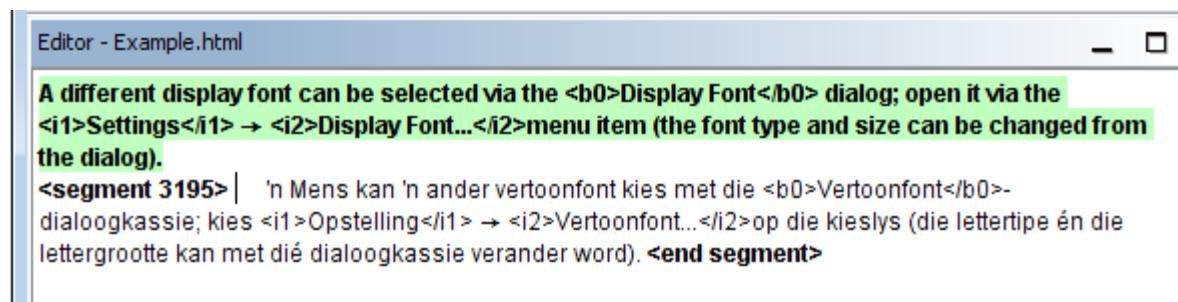 Editor - Example.html
A different display font can be selected via the <b0>Display Font</b0> dialog; open it via the
<i1>Settings</i1> → <i2>Display Font...</i2>menu item (the font type and size can be changed from
the dialog).
<segment 3195>| 'n Mens kan 'n ander vertoonfont kies met die <b0>Vertoonfont</b0>-
dialoogkassie; kies <i1>Opstelling</i1> → <i2>Vertoonfont...</i2>op die kieslys (die lettertipe én die
lettergrootte kan met dié dialoogkassie verander word). <end segment>